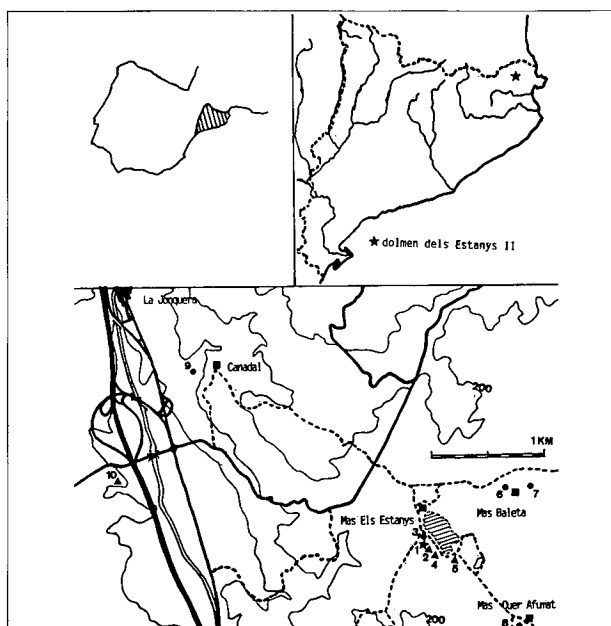 ★ dolmen dels Estanys II
La Jonquera
9
Canadal
200
1 KM
10
6
7
Mas Els Estanys
Mas Baleta
3
1
2
4
5
Mas Quer Afumat
200
8